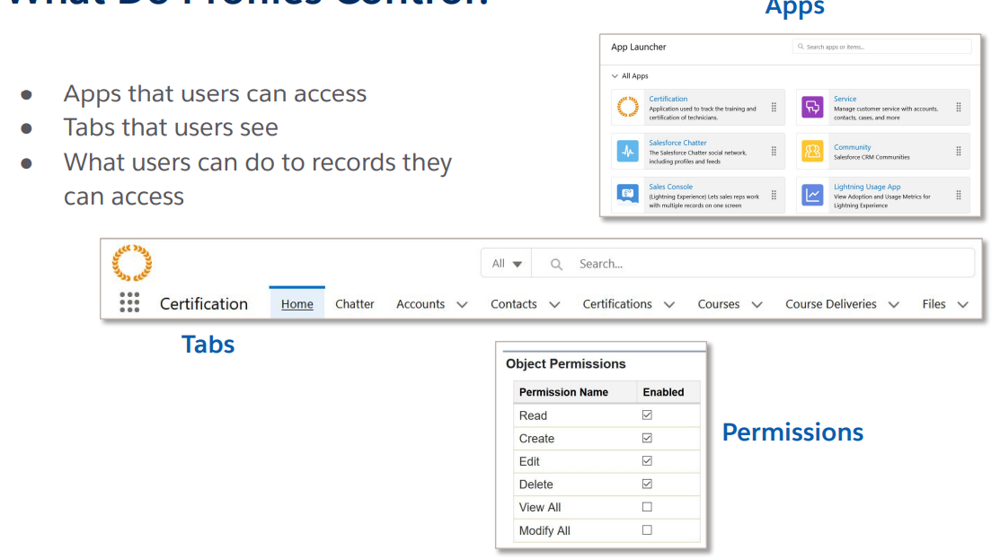 What Do Profiles Control?
Apps
● Apps that users can access
● Tabs that users see
● What users can do to records they
can access
App Launcher
Search apps or items...
All Apps
Certification
Application used to track the training and
certification of technicians.
Service
Manage customer service with accounts,
contacts, cases, and more
Salesforce Chatter
The Salesforce Chatter social network,
including profiles and feeds
Community
Salesforce CRM Communities
Sales Console
(Lightning Experience) Lets sales reps work
with multiple records on one screen
Lightning Usage App
View Adoption and Usage Metrics for
Lightning Experience
All Search...
Certification Home Chatter Accounts Contacts Certifications Courses Course Deliveries Files
Tabs
Object Permissions
Permission Name Enabled
Read
Create
Edit
Delete
View All
Modify All
Permissions